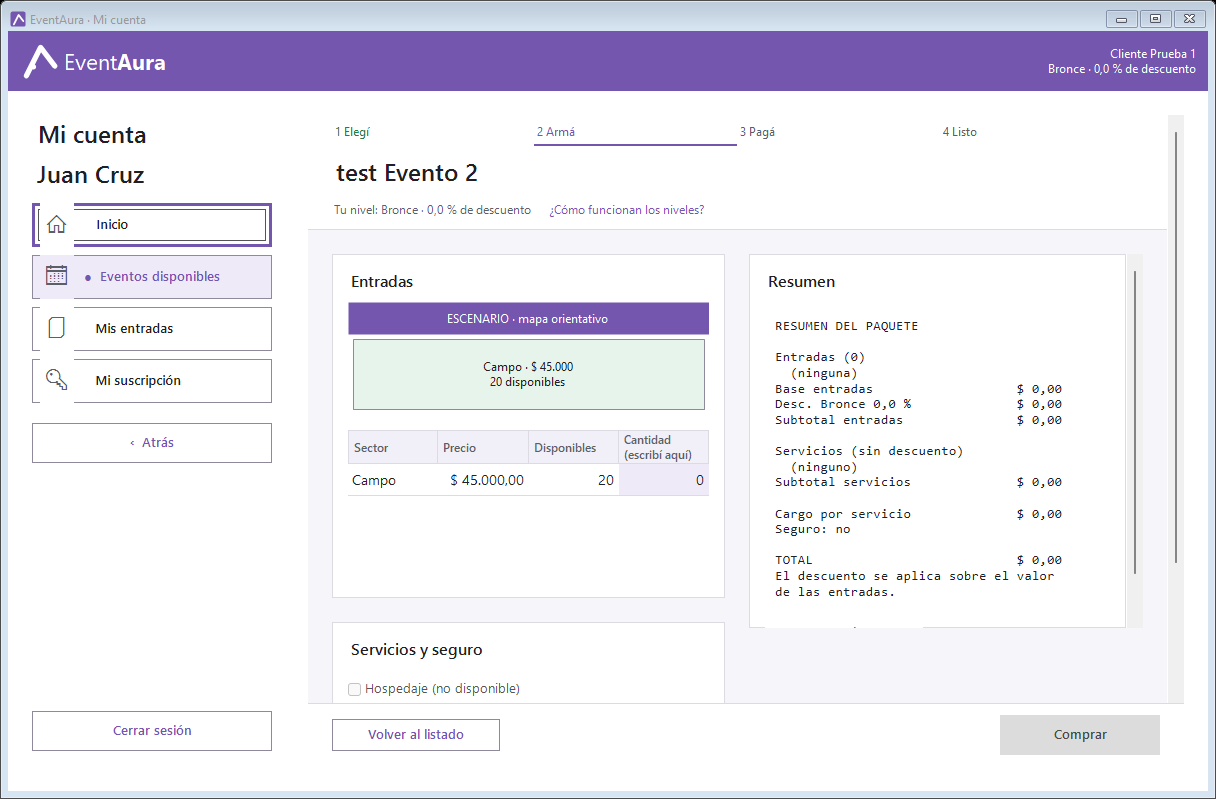 EventAura · Mi cuenta
EventAura
Cliente Prueba 1
Bronce · 0,0 % de descuento
Mi cuenta
Juan Cruz
Inicio
● Eventos disponibles
Mis entradas
Mi suscripción
‹ Atrás
Cerrar sesión
1 Elegí
2 Armá
3 Pagá
4 Listo
test Evento 2
Tu nivel: Bronce · 0,0 % de descuento
¿Cómo funcionan los niveles?
Entradas
ESCENARIO · mapa orientativo
Campo · $ 45.000
20 disponibles
Sector Precio Disponibles Cantidad
(escribí aquí)
Campo $ 45.000,00 20 0
Servicios y seguro
Hospedaje (no disponible)
Resumen
RESUMEN DEL PAQUETE
Entradas (0)
(ninguna)
Base entradas $ 0,00
Desc. Bronce 0,0 % $ 0,00
Subtotal entradas $ 0,00
Servicios (sin descuento)
(ninguno)
Subtotal servicios $ 0,00
Cargo por servicio $ 0,00
Seguro: no
TOTAL $ 0,00
El descuento se aplica sobre el valor
de las entradas.
Volver al listado
Comprar